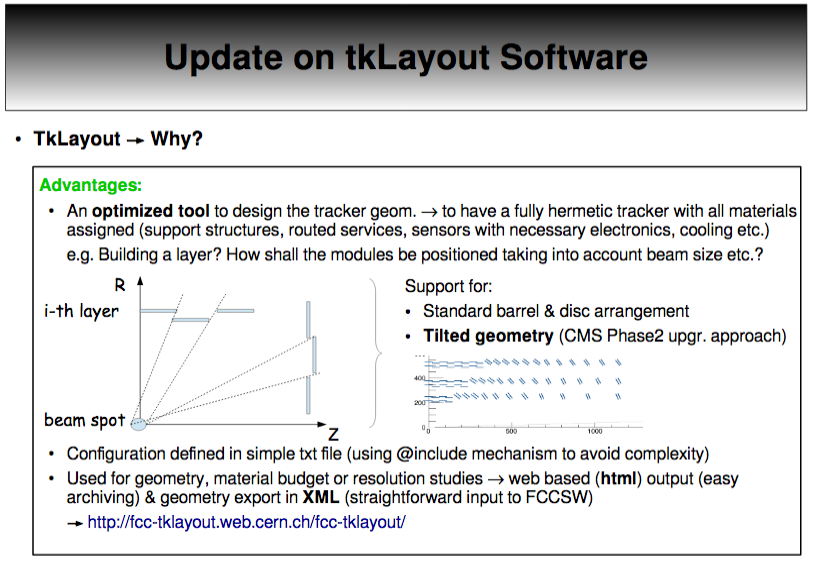 Update on tkLayout Software
• TkLayout → Why?
Advantages:
• An optimized tool to design the tracker geom. → to have a fully hermetic tracker with all materials
assigned (support structures, routed services, sensors with necessary electronics, cooling etc.)
e.g. Building a layer? How shall the modules be positioned taking into account beam size etc.?
R
i-th layer
beam spot
Z
Support for:
• Standard barrel & disc arrangement
• Tilted geometry (CMS Phase2 upgr. approach)
400
200
0
0 500 1000
• Configuration defined in simple txt file (using @include mechanism to avoid complexity)
• Used for geometry, material budget or resolution studies → web based (html) output (easy
archiving) & geometry export in XML (straightforward input to FCCSW)
→ http://fcc-tklayout.web.cern.ch/fcc-tklayout/